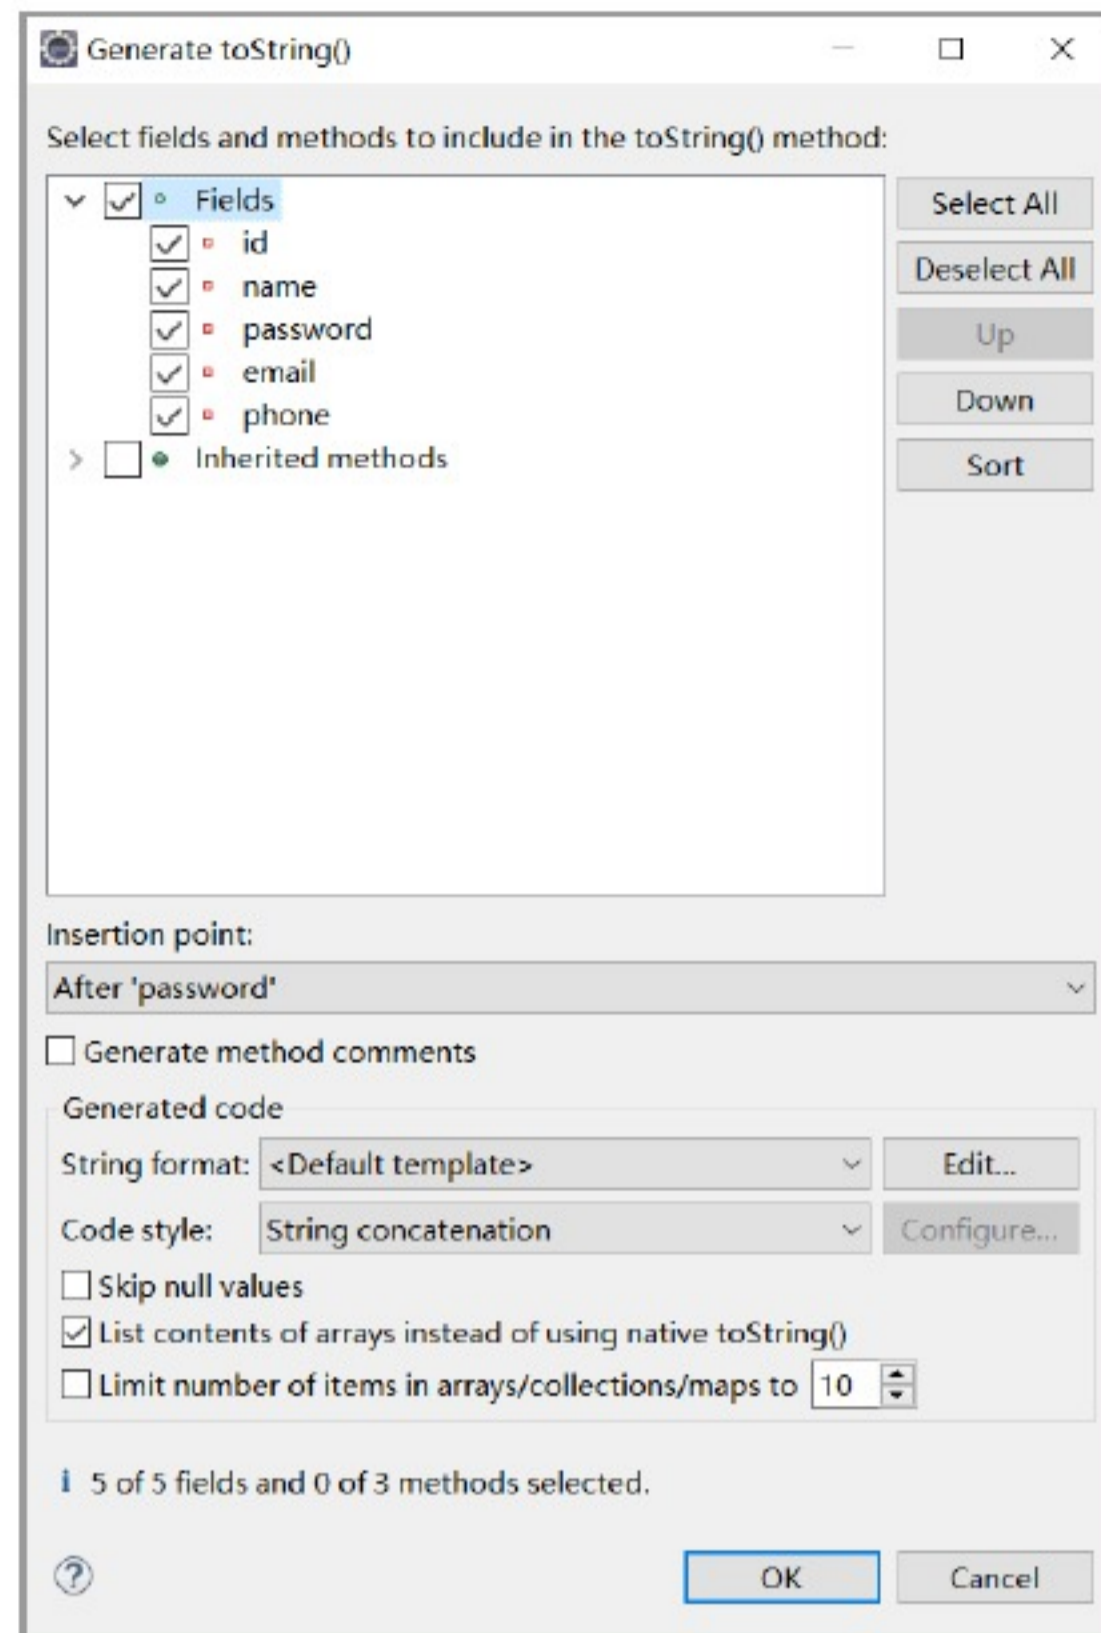 Generate toString()
Select fields and methods to include in the toString() method:
Fields
id
name
password
email
phone
Inherited methods
Select All
Deselect All
Up
Down
Sort
Insertion point:
After 'password'
Generate method comments
Generated code
String format: <Default template> Edit...
Code style: String concatenation Configure...
Skip null values
List contents of arrays instead of using native toString()
Limit number of items in arrays/collections/maps to 10
i 5 of 5 fields and 0 of 3 methods selected.
? OK Cancel